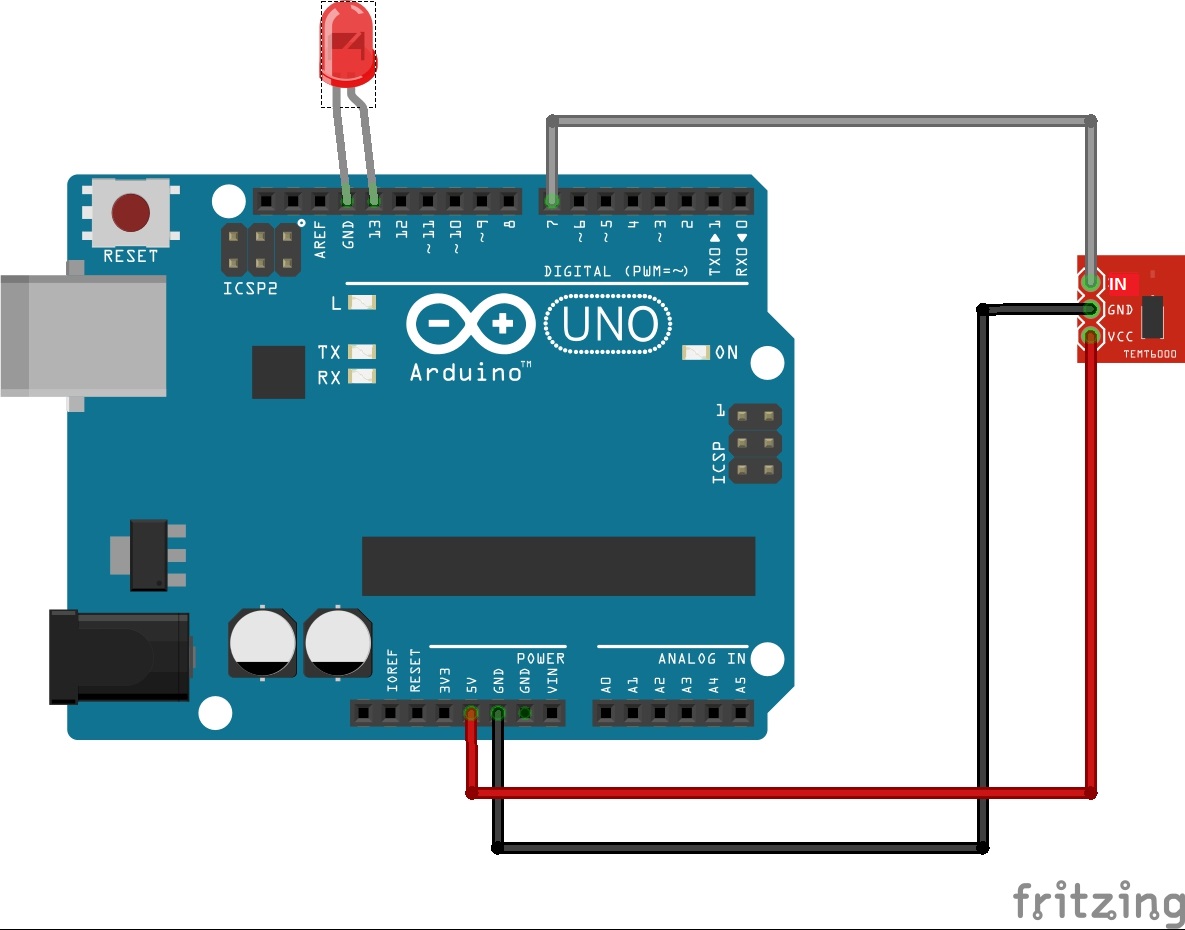 RESET
ICSP2
AREF
GND
13
12
~11
~10
~9
8
7
~6
~5
4
~3
2
TX0▶1
RX0◀0
DIGITAL (PWM=~)
L
TX
RX
Arduino™
UNO
ON
1
ICSP
IN
GND
VCC
TEMT6000
IOREF
RESET
3V3
5V
GND
GND
VIN
POWER
ANALOG IN
A0
A1
A2
A3
A4
A5
fritzing